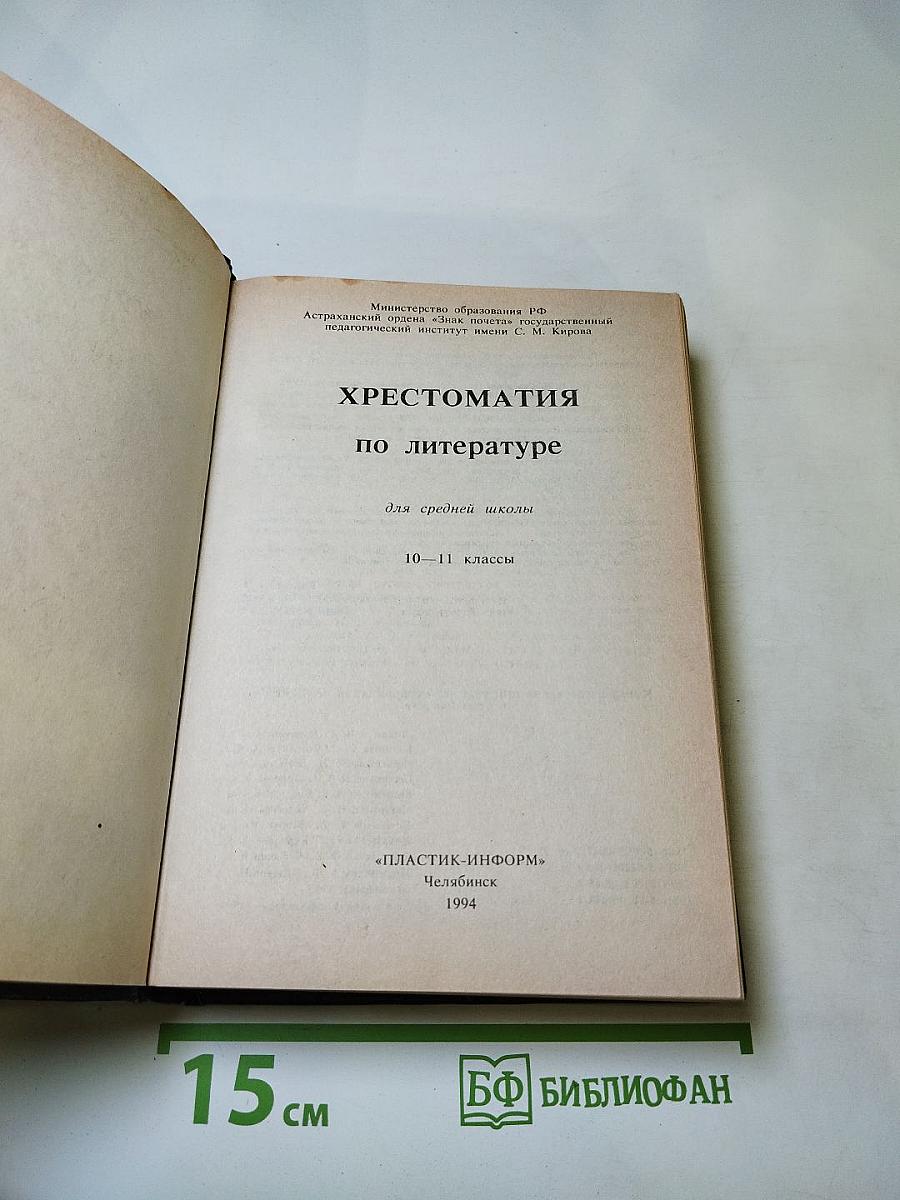 Министерство образования РФ
Астраханский ордена «Знак почета» государственный
педагогический институт имени С. М. Кирова
ХРЕСТОМАТИЯ
по литературе
для средней школы
10—11 классы
«ПЛАСТИК-ИНФОРМ»
Челябинск
1994
15 см
БФ БИБЛИОФАН